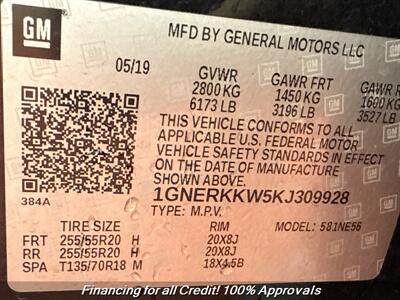 GM
MFD BY GENERAL MOTORS LLC
05/19 GVWR GAWR FRT GAWR R
2800 KG 1450 KG 1600 KG
6173 LB 3196 LB 3527 LB
THIS VEHICLE CONFORMS TO ALL
APPLICABLE U.S. FEDERAL MOTOR
VEHICLE SAFETY STANDARDS IN EFFECT
ON THE DATE OF MANUFACTURE
SHOWN ABOVE.
384A
1GNERKKW5KJ309928
TYPE: M.P.V. MODEL: 581NE56
TIRE SIZE RIM
FRT 255/55R20 H 20X8J
RR 255/55R20 H 20X8J
SPA T135/70R18 M 18X4.5B
Financing for all Credit! 100% Approvals